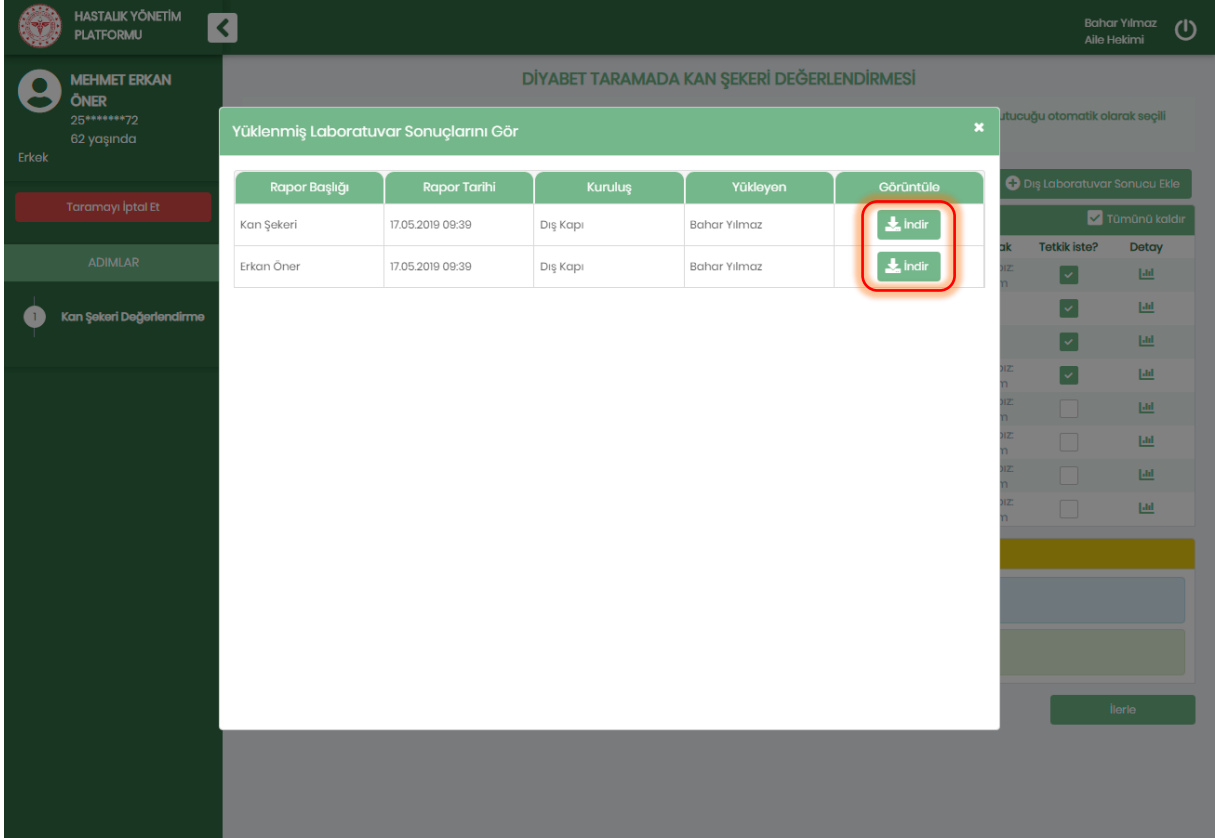 HASTALIK YÖNETİM
PLATFORMU
Bahar Yılmaz
Aile Hekimi
MEHMET ERKAN
ÖNER
25*******72
62 yaşında
Erkek
Taramayı İptal Et
ADIMLAR
1 Kan Şekeri Değerlendirme
DİYABET TARAMADA KAN ŞEKERİ DEĞERLENDİRMESİ
otomatik olarak seçili
Yüklenmiş Laboratuvar Sonuçlarını Gör ×
Rapor Başlığı Rapor Tarihi Kuruluş Yükleyen Görüntüle
Kan Şekeri 17.05.2019 09:39 Dış Kapı Bahar Yılmaz İndir
Erkan Öner 17.05.2019 09:39 Dış Kapı Bahar Yılmaz İndir
Dış Laboratuvar Sonucu Ekle
Tümünü kaldır
Tetkik iste? Detay
İlerle